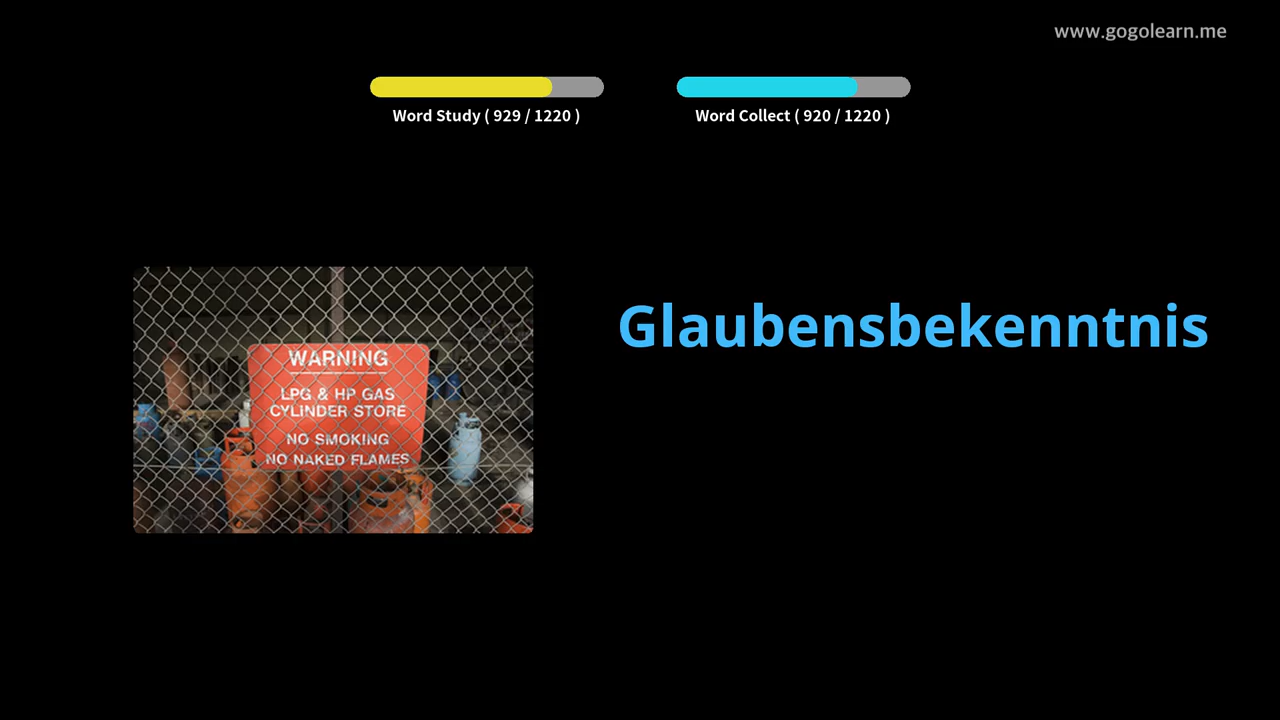 www.gogolearn.me
Word Study ( 929 / 1220 )
Word Collect ( 920 / 1220 )
WARNING
LPG & HP GAS
CYLINDER STORE
NO SMOKING
NO NAKED FLAMES
Glaubensbekenntnis